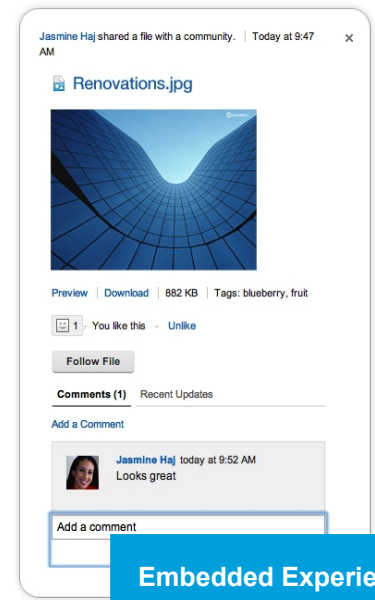 Jasmine Haj shared a file with a community. Today at 9:47
AM
Renovations.jpg
Preview Download 882 KB Tags: blueberry, fruit
1 You like this - Unlike
Follow File
Comments (1) Recent Updates
Add a Comment
Jasmine Haj today at 9:52 AM
Looks great
Add a comment
Embedded Experie